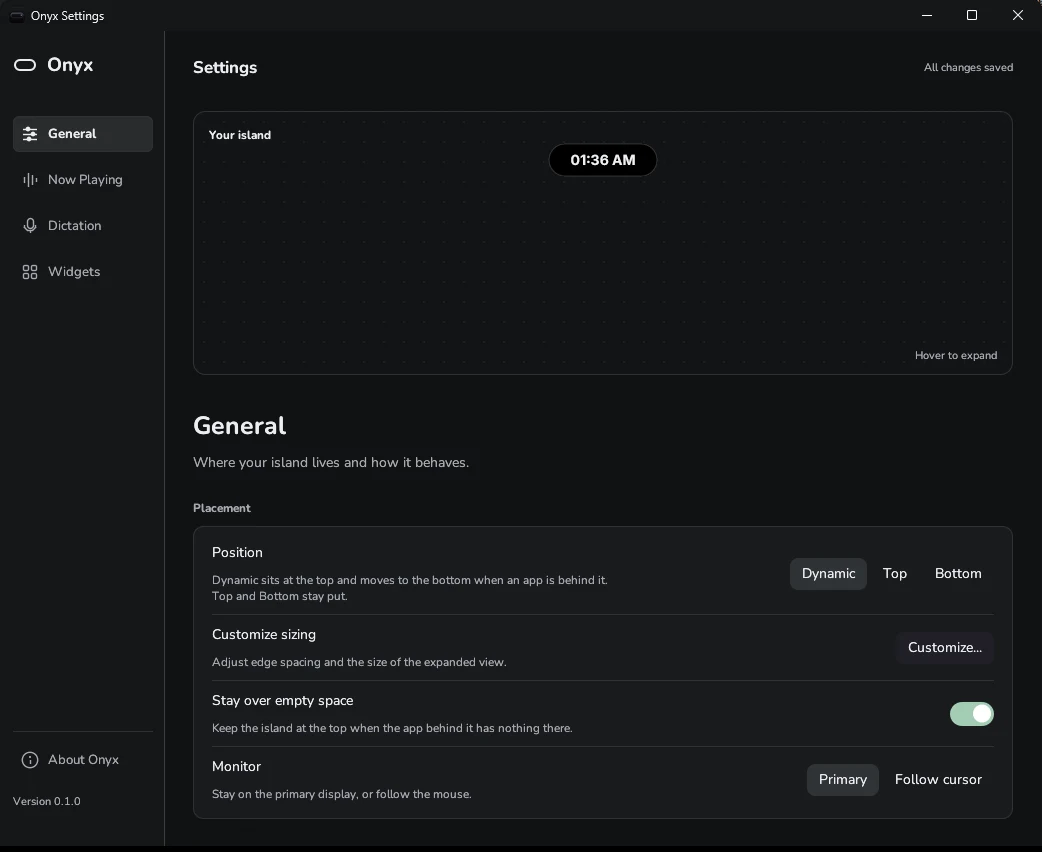 Onyx Settings
Onyx
General
Now Playing
Dictation
Widgets
About Onyx
Version 0.1.0
Settings
All changes saved
Your island
01:36 AM
Hover to expand
General
Where your island lives and how it behaves.
Placement
Position
Dynamic sits at the top and moves to the bottom when an app is behind it.
Top and Bottom stay put.
Dynamic Top Bottom
Customize sizing
Adjust edge spacing and the size of the expanded view.
Customize...
Stay over empty space
Keep the island at the top when the app behind it has nothing there.
Monitor
Stay on the primary display, or follow the mouse.
Primary Follow cursor